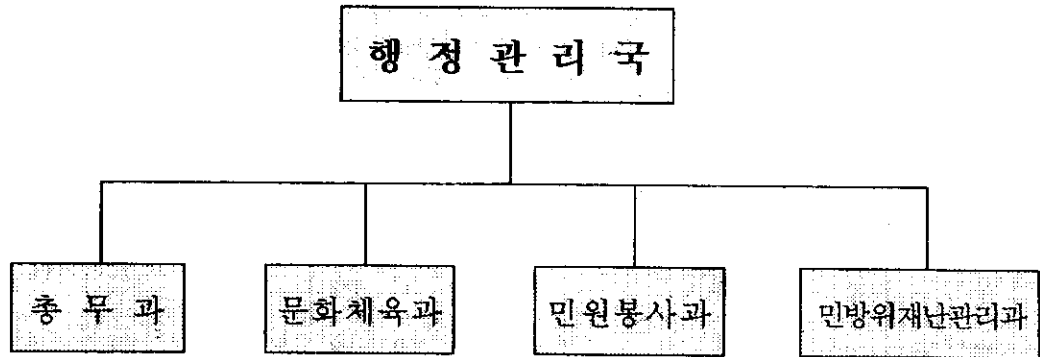 행 정 관 리 국
총 무 과
문화체육과
민원봉사과
민방위재난관리과